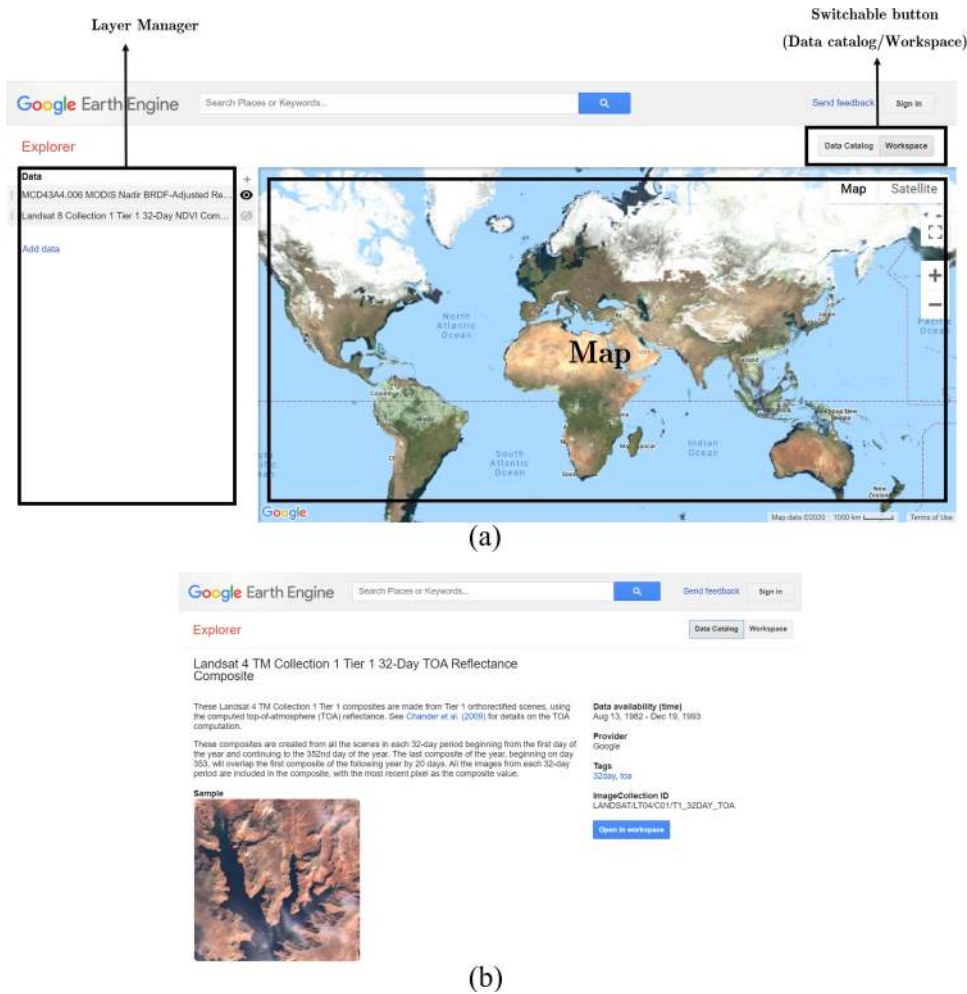 Layer Manager
Switchable button
(Data catalog/Workspace)
Google Earth Engine
Search Places or Keywords...
Send feedback
Sign in
Explorer
Data Catalog
Workspace
Data
+
MCD43A4.006 MODIS Nadir BRDF-Adjusted Re...
Landsat 8 Collection 1 Tier 1 32-Day NDVI Com...
Add data
Map
Satellite
+
−
North
Atlantic
Ocean
Map
South
Atlantic
Ocean
Indian
Ocean
Papua New
New
Zealand
Google
Map data ©2020
1000 km
Terms of Use
(a)
Google Earth Engine
Search Places or Keywords...
Send feedback
Sign in
Explorer
Data Catalog
Workspace
Landsat 4 TM Collection 1 Tier 1 32-Day TOA Reflectance
Composite
These Landsat 4 TM Collection 1 Tier 1 composites are made from Tier 1 orthorectified scenes, using
the computed top-of-atmosphere (TOA) reflectance. See Chander et al. (2009) for details on the TOA
computation.
These composites are created from all the scenes in each 32-day period beginning from the first day of
the year and continuing to the 352nd day of the year. The last composite of the year, beginning on day
353, will overlap the first composite of the following year by 20 days. All the images from each 32-day
period are included in the composite, with the most recent pixel as the composite value.
Sample
Data availability (time)
Aug 13, 1982 - Dec 19, 1993
Provider
Google
Tags
32day, toa
ImageCollection ID
LANDSAT/LT04/C01/T1_32DAY_TOA
Open in workspace
(b)